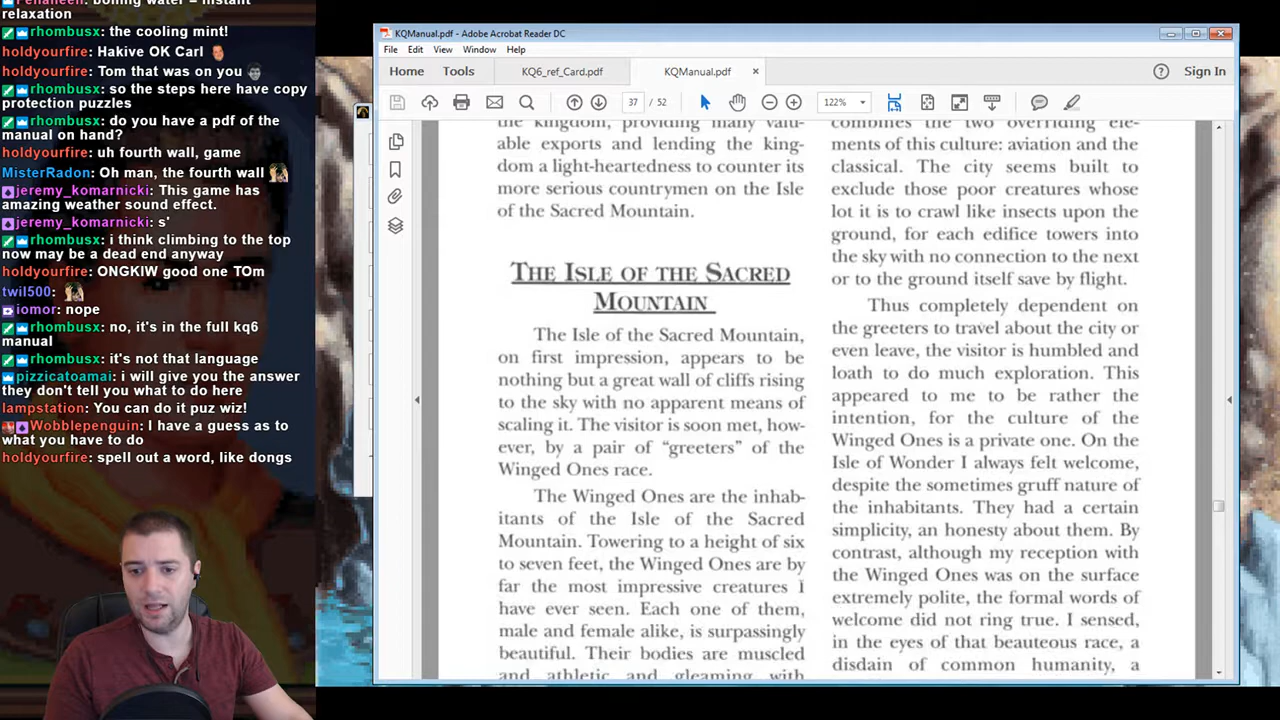 relaxation
rhombusx: the cooling mint!
holdyourfire: Hakive OK Carl
holdyourfire: Tom that was on you
rhombusx: so the steps here have copy
protection puzzles
rhombusx: do you have a pdf of the
manual on hand?
holdyourfire: uh fourth wall, game
MisterRadon: Oh man, the fourth wall
jeremy_komarnicki: This game has
amazing weather sound effect.
jeremy_komarnicki: s'
rhombusx: i think climbing to the top
now may be a dead end anyway
holdyourfire: ONGKIW good one TOm
twil500:
iomor: nope
rhombusx: no, it's in the full kq6
manual
rhombusx: it's not that language
pizzicatoamai: i will give you the answer
they don't tell you what to do here
lampstation: You can do it puz wiz!
Wobblepenguin: I have a guess as to
what you have to do
holdyourfire: spell out a word, like dongs
KQManual.pdf - Adobe Acrobat Reader DC
File Edit View Window Help
Home Tools KQ6_ref_Card.pdf KQManual.pdf × Sign In
37 / 52 122%
the kingdom, providing many valu-
able exports and lending the king-
dom a light-heartedness to counter its
more serious countrymen on the Isle
of the Sacred Mountain.
THE ISLE OF THE SACRED
MOUNTAIN
The Isle of the Sacred Mountain,
on first impression, appears to be
nothing but a great wall of cliffs rising
to the sky with no apparent means of
scaling it. The visitor is soon met, how-
ever, by a pair of “greeters” of the
Winged Ones race.
The Winged Ones are the inhab-
itants of the Isle of the Sacred
Mountain. Towering to a height of six
to seven feet, the Winged Ones are by
far the most impressive creatures I
have ever seen. Each one of them,
male and female alike, is surpassingly
beautiful. Their bodies are muscled
and athletic and gleaming with
combines the two overriding ele-
ments of this culture: aviation and the
classical. The city seems built to
exclude those poor creatures whose
lot it is to crawl like insects upon the
ground, for each edifice towers into
the sky with no connection to the next
or to the ground itself save by flight.
Thus completely dependent on
the greeters to travel about the city or
even leave, the visitor is humbled and
loath to do much exploration. This
appeared to me to be rather the
intention, for the culture of the
Winged Ones is a private one. On the
Isle of Wonder I always felt welcome,
despite the sometimes gruff nature of
the inhabitants. They had a certain
simplicity, an honesty about them. By
contrast, although my reception with
the Winged Ones was on the surface
extremely polite, the formal words of
welcome did not ring true. I sensed,
in the eyes of that beauteous race, a
disdain of common humanity, a